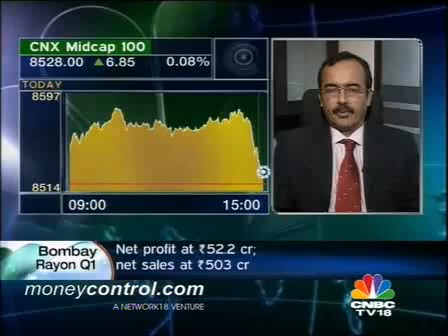 CNX Midcap 100
8528.00 ▲ 6.85 0.08%
TODAY
8597
8514
09:00 15:00
Bombay
Rayon Q1
Net profit at ₹52.2 cr;
net sales at ₹503 cr
moneycontrol.com
A NETWORK18 VENTURE
CNBC
TV18